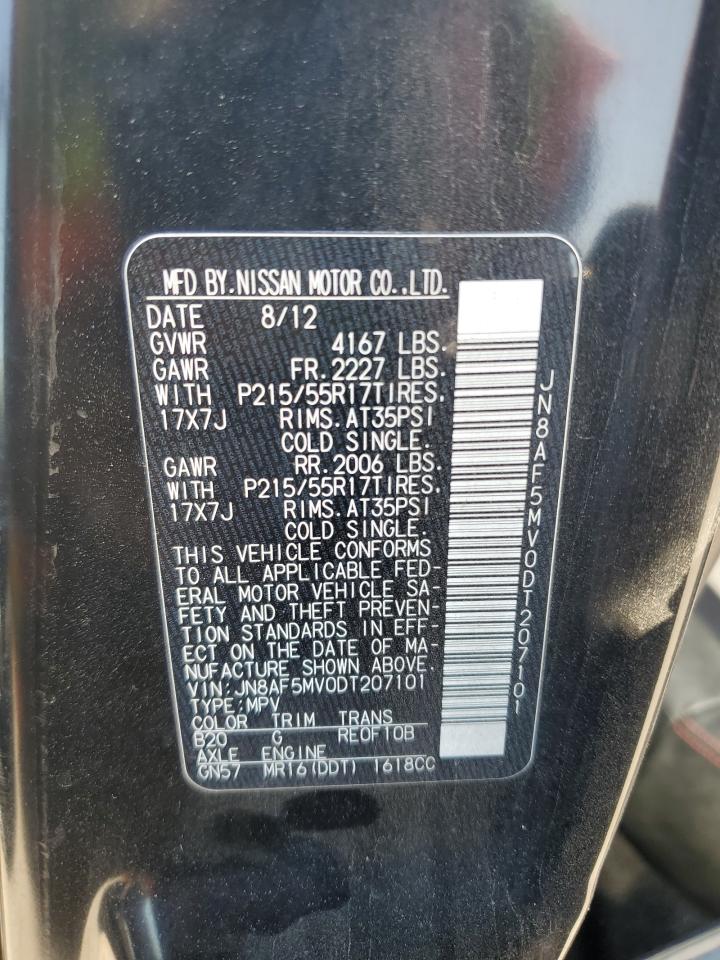 MFD BY.NISSAN MOTOR CO.,LTD.
DATE 8/12
GVWR 4167 LBS.
GAWR FR.2227 LBS.
WITH P215/55R17TIRES.
17X7J RIMS.AT35PSI
COLD SINGLE.
GAWR RR.2006 LBS.
WITH P215/55R17TIRES.
17X7J RIMS.AT35PSI
COLD SINGLE.
THIS VEHICLE CONFORMS
TO ALL APPLICABLE FED-
ERAL MOTOR VEHICLE SA-
FETY AND THEFT PREVEN-
TION STANDARDS IN EFF-
ECT ON THE DATE OF MA-
NUFACTURE SHOWN ABOVE.
VIN:JN8AF5MV0DT207101
TYPE:MPV
COLOR TRIM TRANS
B20 G RE0F10B
AXLE ENGINE
GN57 MR16(DDT) 1618CC
JN8AF5MV0DT207101